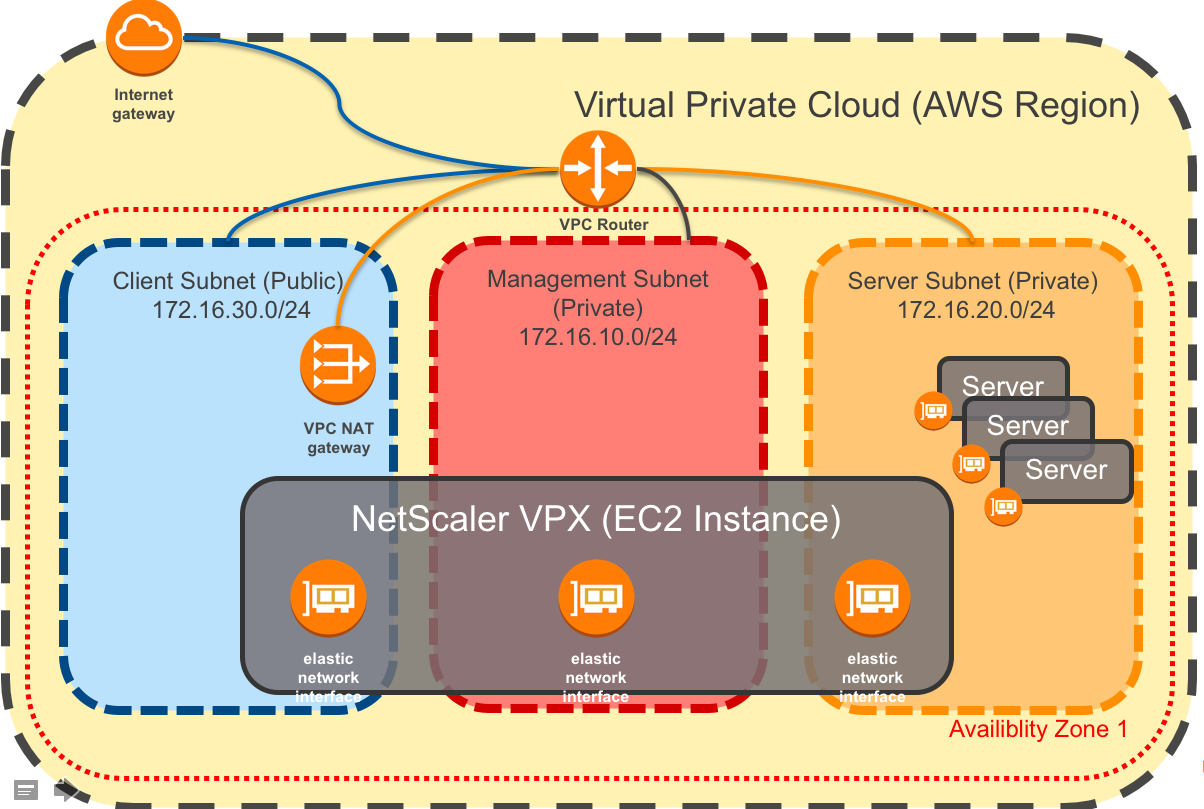 Internet
gateway
Virtual Private Cloud (AWS Region)
VPC Router
Client Subnet (Public)
172.16.30.0/24
Management Subnet
(Private)
172.16.10.0/24
Server Subnet (Private)
172.16.20.0/24
VPC NAT
gateway
Server
Server
Server
NetScaler VPX (EC2 Instance)
elastic
network
interface
elastic
network
interface
elastic
network
interface
Availiblity Zone 1